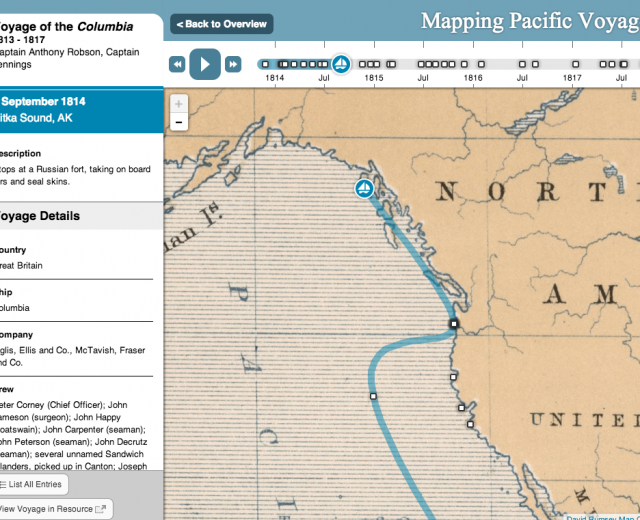 oyage of the Columbia
813 - 1817
aptain Anthony Robson, Captain
ennings
September 1814
itka Sound, AK
escription
tops at a Russian fort, taking on board
rs and seal skins.
oyage Details
ountry
reat Britain
hip
olumbia
ompany
glis, Ellis and Co., McTavish, Fraser
nd Co.
rew
eter Corney (Chief Officer); John
ameson (surgeon); John Happy
oatswain); John Carpenter (seaman);
ohn Peterson (seaman); John Decrutz
eaman); several unnamed Sandwich
landers, picked up in Canton; Joseph
List All Entries
View Voyage in Resource
< Back to Overview
Mapping Pacific Voyag
1814 Jul 1815 Jul 1816 Jul 1817 Jul
+
−
NORT
ian Is.
P
A
C
I
AM
UNITE
M
David Rumsey Map C